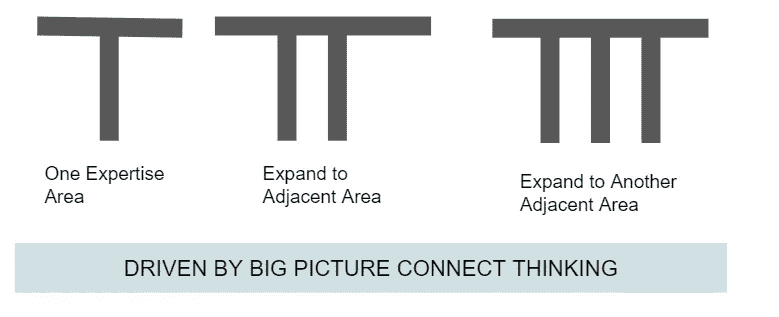 One Expertise
Area
Expand to
Adjacent Area
Expand to Another
Adjacent Area
DRIVEN BY BIG PICTURE CONNECT THINKING